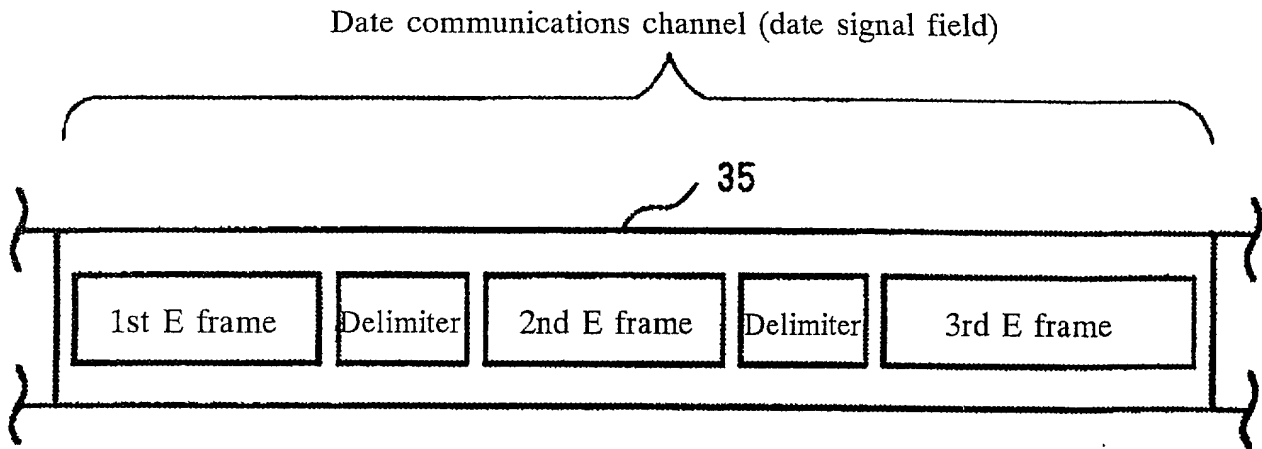 Date communications channel (date signal field)
35
1st E frame Delimiter 2nd E frame Delimiter 3rd E frame